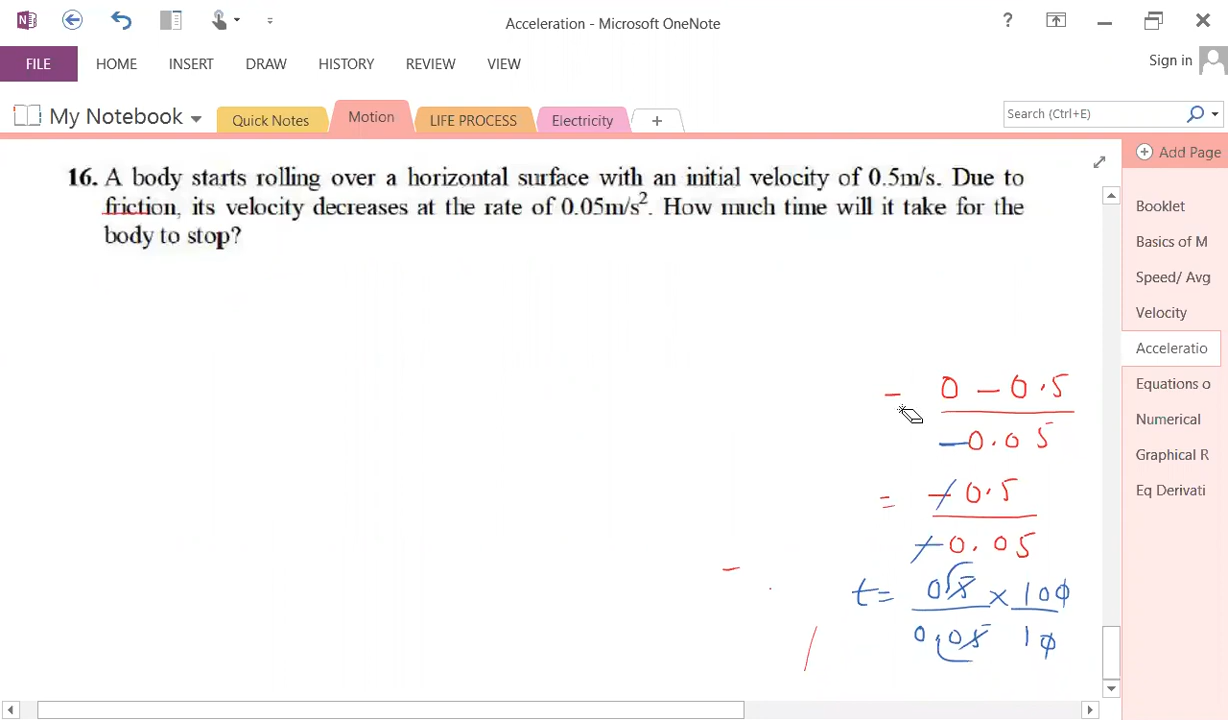 Acceleration - Microsoft OneNote
?
FILE HOME INSERT DRAW HISTORY REVIEW VIEW
Sign in
My Notebook Quick Notes Motion LIFE PROCESS Electricity +
Search (Ctrl+E)
Add Page
16. A body starts rolling over a horizontal surface with an initial velocity of 0.5m/s. Due to
friction, its velocity decreases at the rate of 0.05m/s². How much time will it take for the
body to stop?
Booklet
Basics of M
Speed/ Avg
Velocity
Acceleratio
Equations o
Numerical
Graphical R
Eq Derivati
- 0 - 0.5
-0.05
= -0.5
-0.05
t = 0.5 × 100
0.05 10